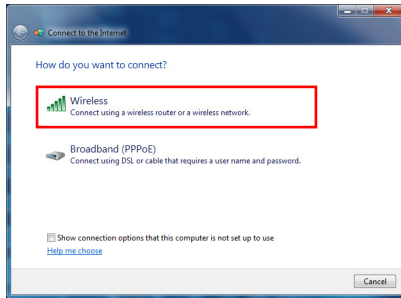 Connect to the Internet
How do you want to connect?
Wireless
Connect using a wireless router or a wireless network.
Broadband (PPPoE)
Connect using DSL or cable that requires a user name and password.
Show connection options that this computer is not set up to use
Help me choose
Cancel